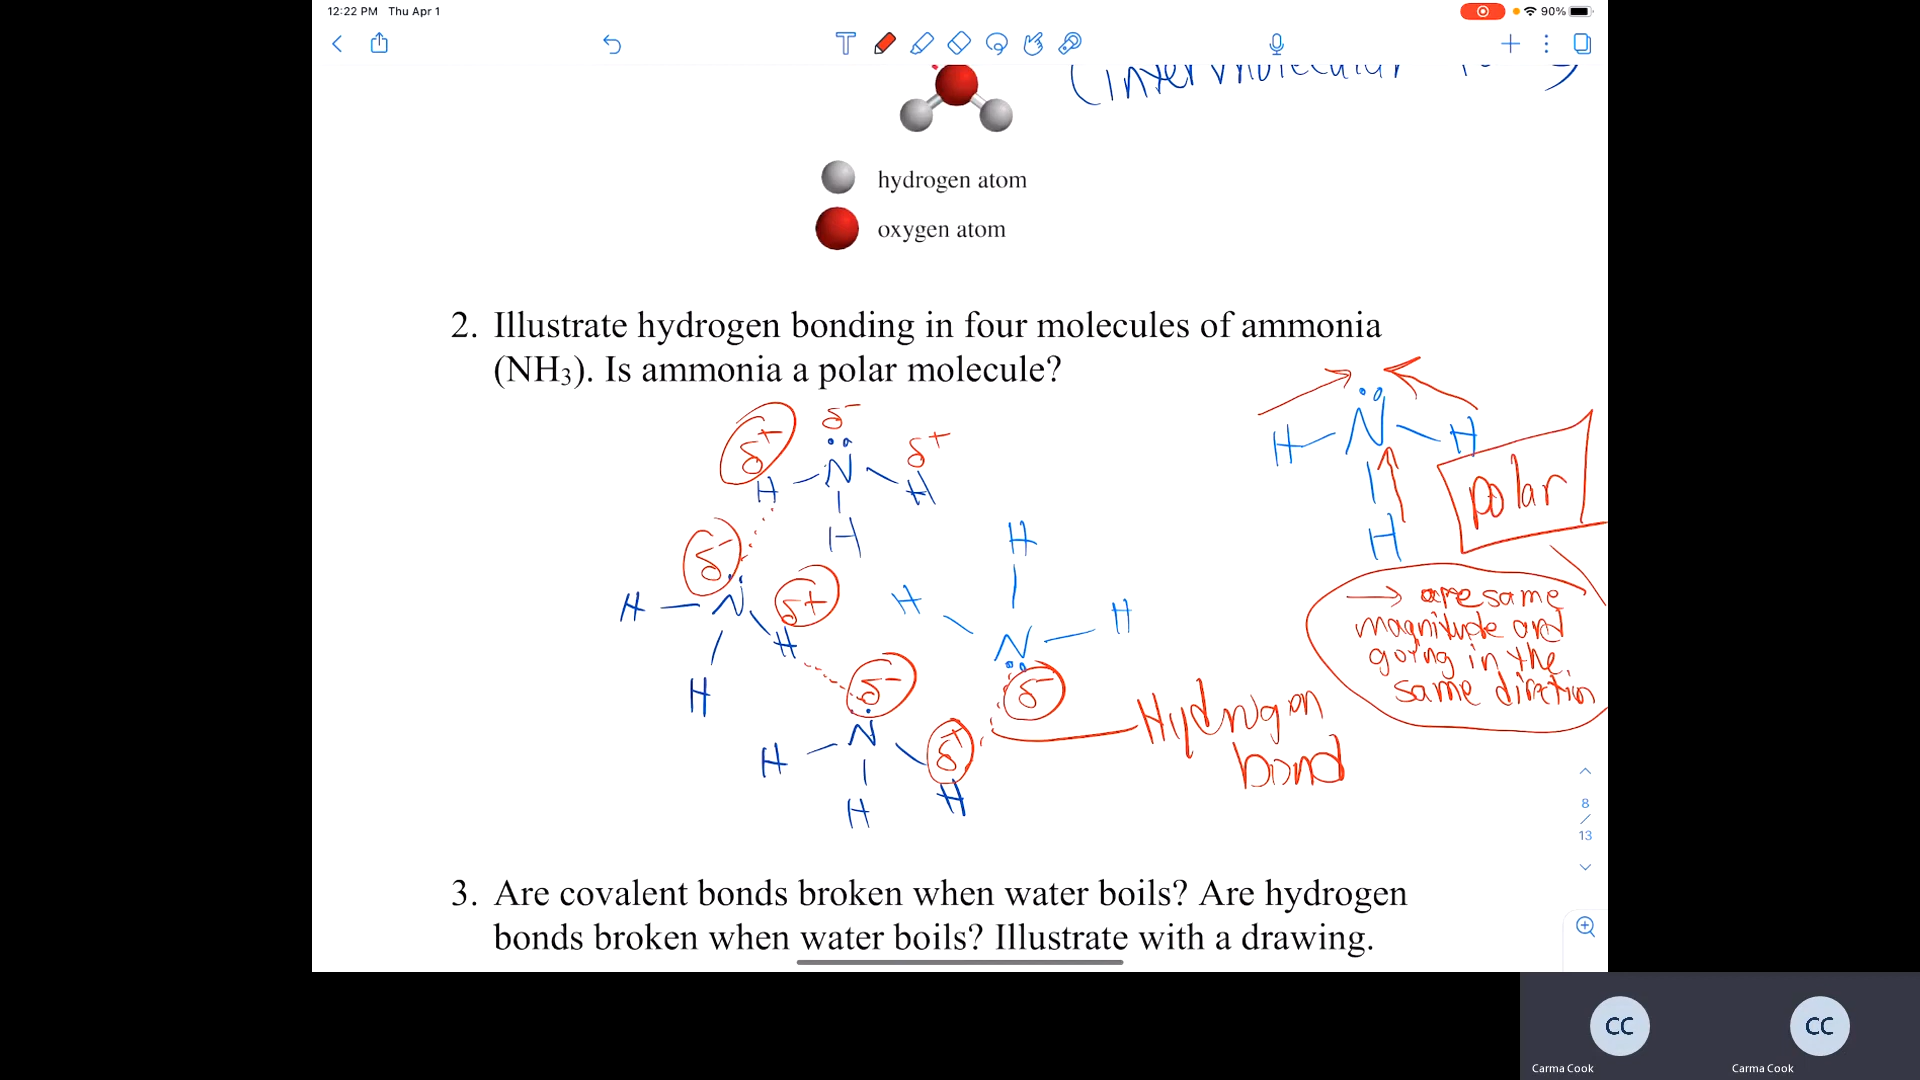 12:22 PM Thu Apr 1
90%
(intermolecular
hydrogen atom
oxygen atom
2. Illustrate hydrogen bonding in four molecules of ammonia
(NH₃). Is ammonia a polar molecule?
δ⁺ δ⁻ δ⁺
H N H
H
δ⁻ δ⁺
H N H
H
H
H H
N
δ⁻
δ⁻
H N δ⁺ H
H
Hydrogen
bond
H N H
H
polar
→ are same
magnitude and
going in the
same direction
8
/
13
3. Are covalent bonds broken when water boils? Are hydrogen
bonds broken when water boils? Illustrate with a drawing.
CC CC
Carma Cook Carma Cook